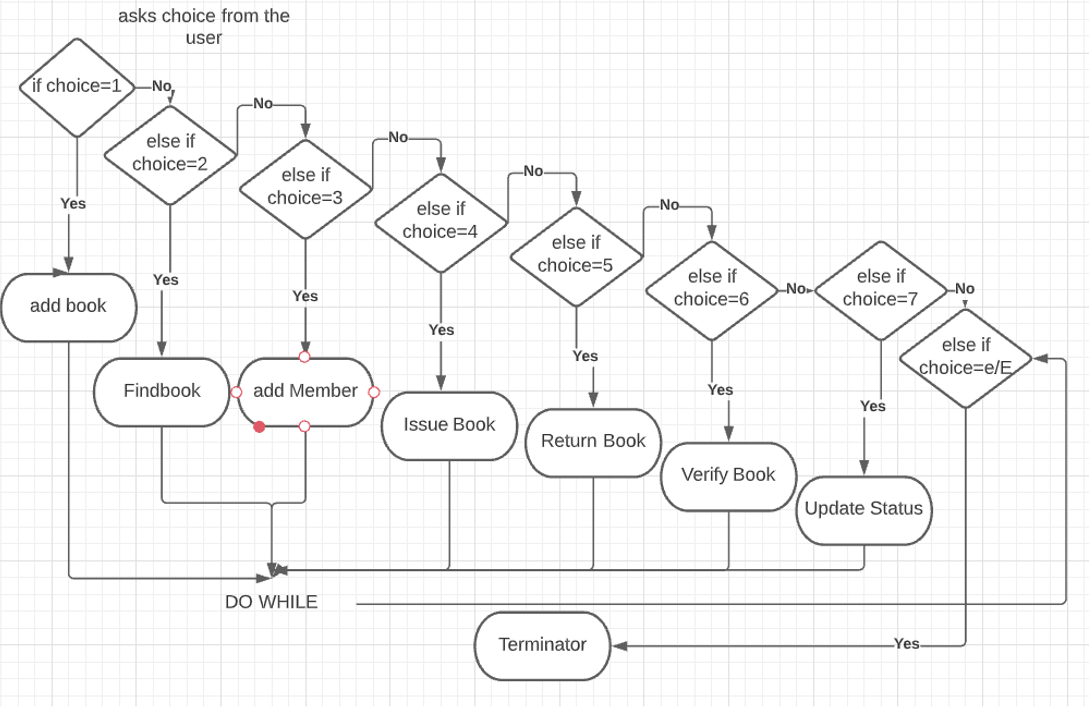 asks choice from the
user
if choice=1
No
else if
choice=2
No
else if
choice=3
No
else if
choice=4
No
else if
choice=5
No
else if
choice=6
No
else if
choice=7
No
else if
choice=e/E
Yes
Yes
Yes
Yes
Yes
Yes
Yes
add book
Findbook
add Member
Issue Book
Return Book
Verify Book
Update Status
DO WHILE
Terminator
Yes